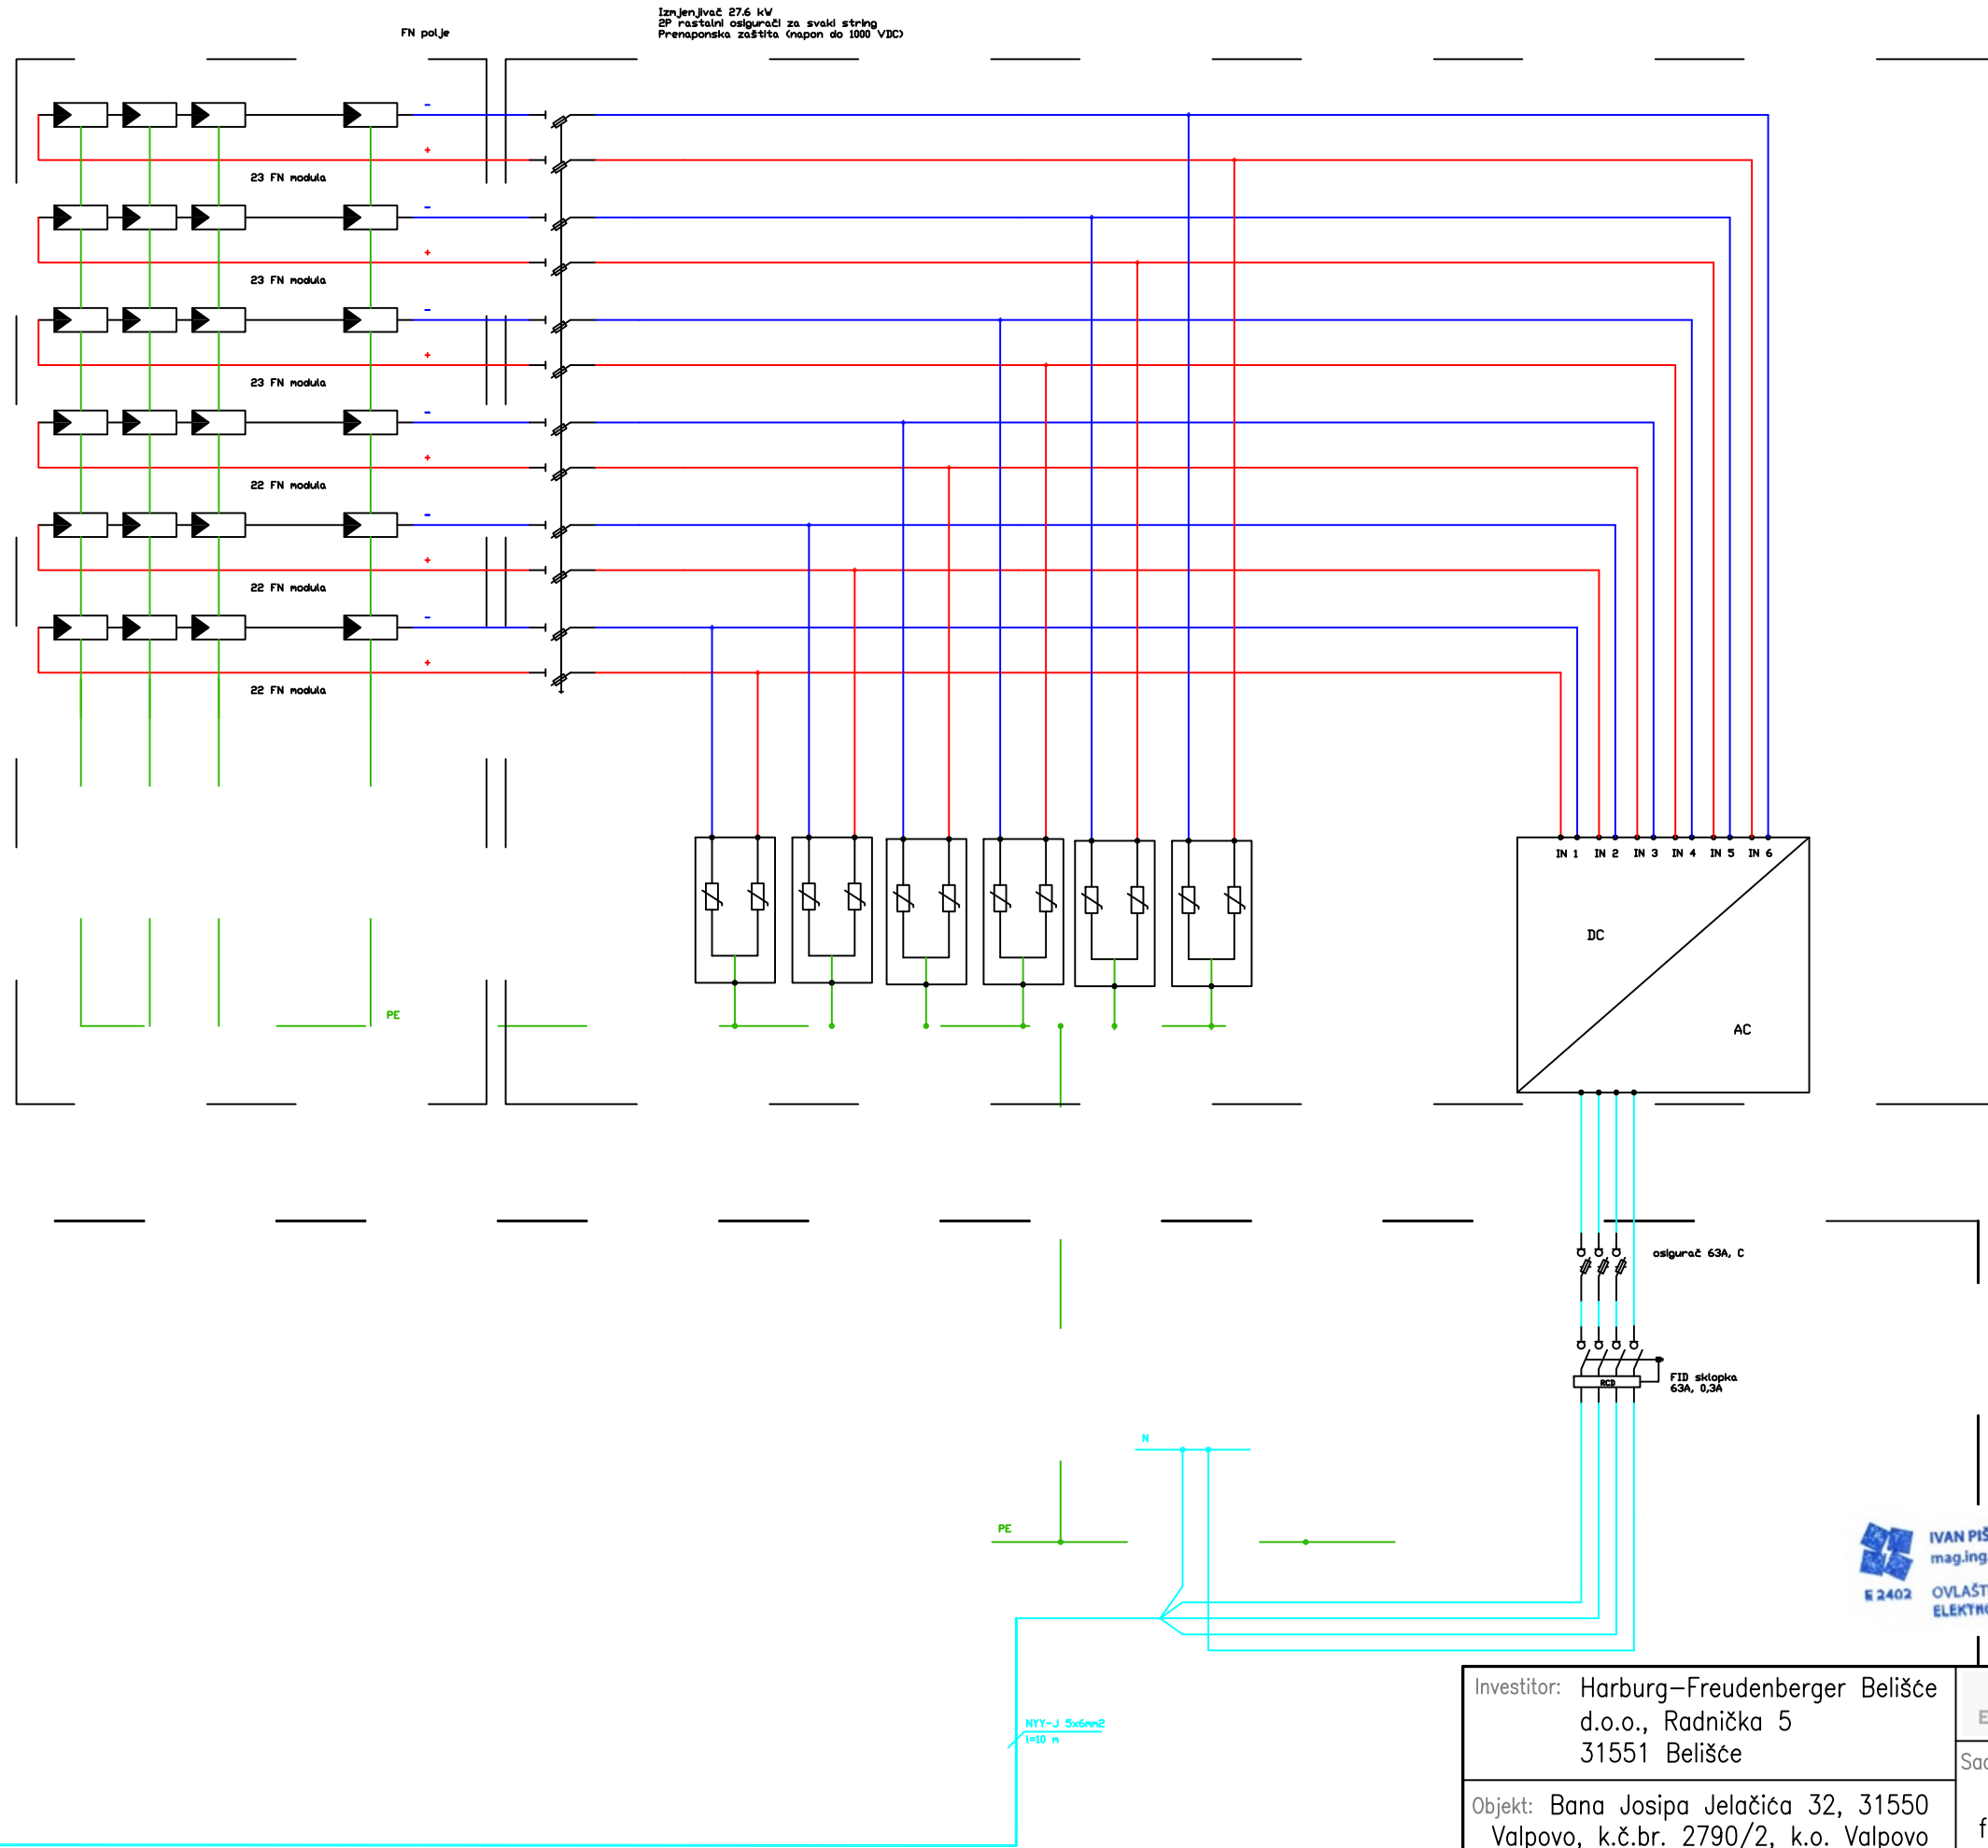 Izmjenjivač 27.6 kW
2P rastalni osigurači za svaki string
Prenaponska zaštita (napon do 1000 VDC)
FN polje
-
+
23 FN modula
-
+
23 FN modula
-
+
23 FN modula
-
+
22 FN modula
-
+
22 FN modula
-
+
22 FN modula
IN 1 IN 2 IN 3 IN 4 IN 5 IN 6
DC
AC
PE
osigurač 63A, C
RCD
FID sklopka
63A, 0,3A
N
PE
IVAN
mag.ing.
E 2402
NYY-J 5x6mm2
l=10 m
Investitor: Harburg-Freudenberger Belišće
d.o.o., Radnička 5
31551 Belišće
Objekt: Bana Josipa Jelačića 32, 31550
Valpovo, k.č.br. 2790/2, k.o. Valpovo